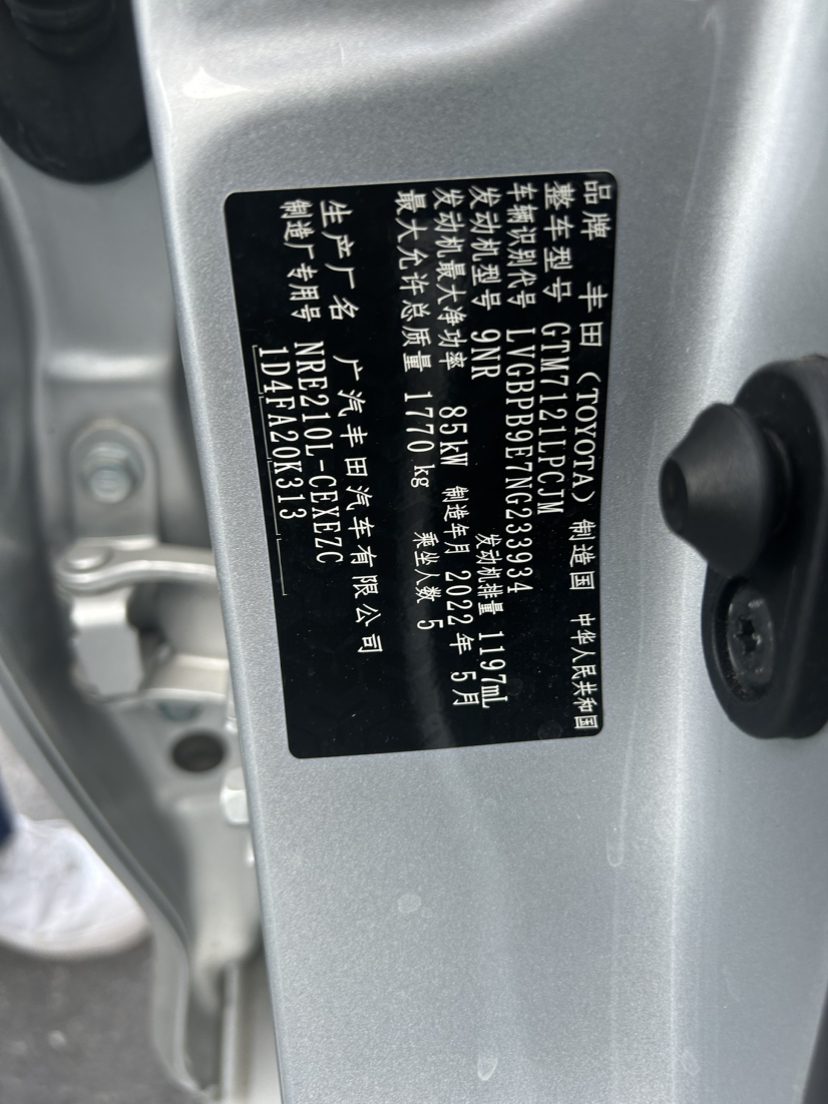 品牌 丰田（TOYOTA） 制造国 中华人民共和国
整车型号 GTM7121LPCJM
车辆识别代号 LVGBPB9E7NG233934
发动机型号 9NR 发动机排量 1197mL
发动机最大净功率 85kW 制造年月 2022年 5月
最大允许总质量 1770 kg 乘坐人数 5
生产厂名 广汽丰田汽车有限公司
制造厂专用号 NRE210L-CEXEZC
1D4FA20K313